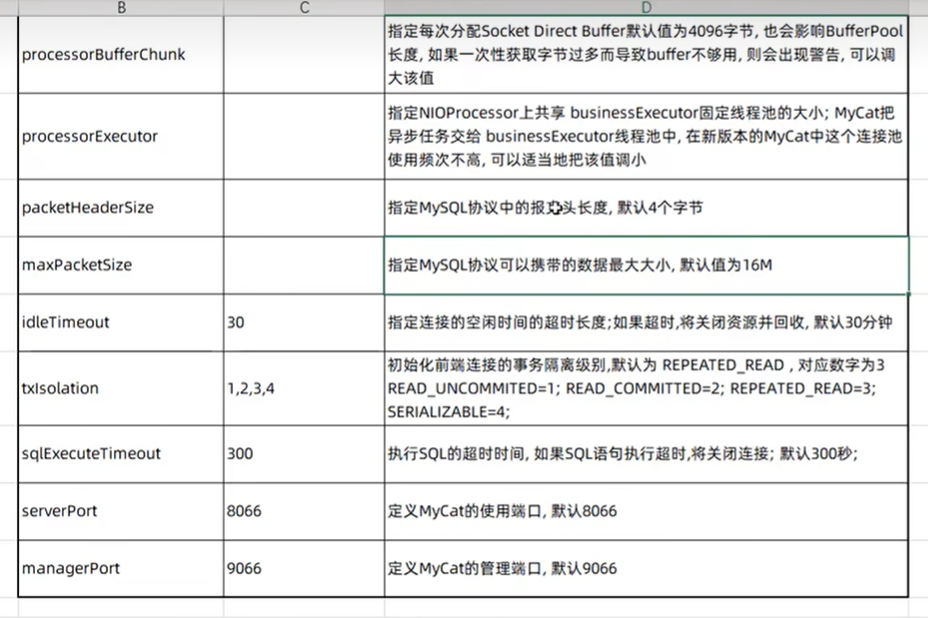 B C D
processorBufferChunk
指定每次分配Socket Direct Buffer默认值为4096字节, 也会影响BufferPool
长度, 如果一次性获取字节过多而导致buffer不够用, 则会出现警告, 可以调
大该值
processorExecutor
指定NIOProcessor上共享 businessExecutor固定线程池的大小; MyCat把
异步任务交给 businessExecutor线程池中, 在新版本的MyCat中这个连接池
使用频次不高, 可以适当地把该值调小
packetHeaderSize
指定MySQL协议中的报文头长度, 默认4个字节
maxPacketSize
指定MySQL协议可以携带的数据最大大小, 默认值为16M
idleTimeout
30
指定连接的空闲时间的超时长度;如果超时,将关闭资源并回收, 默认30分钟
txIsolation
1,2,3,4
初始化前端连接的事务隔离级别,默认为 REPEATED_READ , 对应数字为3
READ_UNCOMMITED=1; READ_COMMITTED=2; REPEATED_READ=3;
SERIALIZABLE=4;
sqlExecuteTimeout
300
执行SQL的超时时间, 如果SQL语句执行超时,将关闭连接; 默认300秒;
serverPort
8066
定义MyCat的使用端口, 默认8066
managerPort
9066
定义MyCat的管理端口, 默认9066